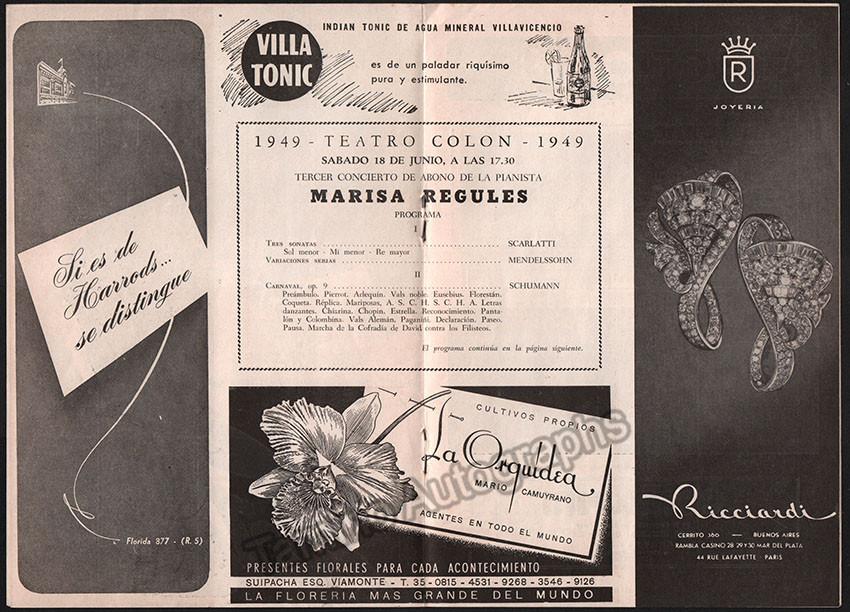 Si es de
Harrods...
se distingue
Florida 877 - (R. 5)
VILLA
TONIC
INDIAN TONIC DE AGUA MINERAL VILLAVICENCIO
es de un paladar riquísimo
pura y estimulante.
1949 - TEATRO COLON - 1949
SABADO 18 DE JUNIO, A LAS 17.30
TERCER CONCIERTO DE ABONO DE LA PIANISTA
MARISA REGULES
PROGRAMA
I
TRES SONATAS ........ SCARLATTI
Sol menor - Mi menor - Re mayor
VARIACIONES SERIAS ........ MENDELSSOHN
II
CARNAVAL, op. 9 ........ SCHUMANN
Preámbulo. Pierrot. Arlequín. Vals noble. Eusebius. Florestán.
Coqueta. Réplica. Mariposas, A. S. C. H. S. C. H. A. Letras
danzantes. Chiarina. Chopin. Estrella. Reconocimiento. Panta-
lón y Colombina. Vals Alemán. Paganini. Declaración. Paseo.
Pausa. Marcha de la Cofradía de David contra los Filisteos.
El programa continúa en la página siguiente.
CULTIVOS PROPIOS
La Orquídea
MARIO CAMUYRANO
AGENTES EN TODO EL MUNDO
PRESENTES FLORALES PARA CADA ACONTECIMIENTO
SUIPACHA ESQ. VIAMONTE - T. 35 - 0815 - 4531 - 9268 - 3546 - 9126
LA FLORERIA MAS GRANDE DEL MUNDO
R
JOYERIA
Ricciardi
CERRITO 366 — BUENOS AIRES
RAMBLA CASINO 28 29 Y 30 MAR DEL PLATA
44 RUE LAFAYETTE - PARIS
Autographs